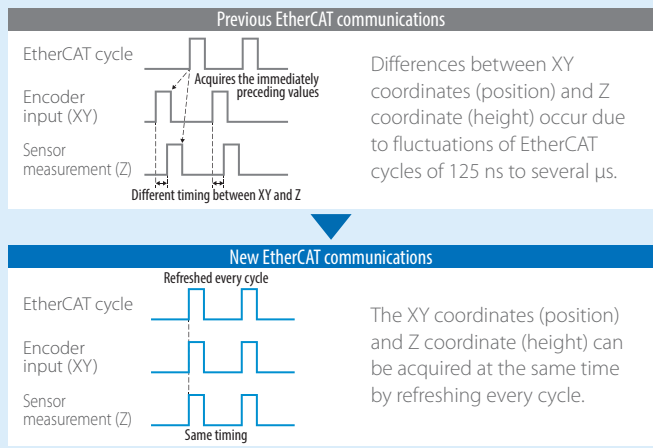 Previous EtherCAT communications
EtherCAT cycle
Acquires the immediately
preceding values
Encoder
input (XY)
Sensor
measurement (Z)
Different timing between XY and Z
Differences between XY
coordinates (position) and Z
coordinate (height) occur due
to fluctuations of EtherCAT
cycles of 125 ns to several µs.
New EtherCAT communications
Refreshed every cycle
EtherCAT cycle
Encoder
input (XY)
Sensor
measurement (Z)
Same timing
The XY coordinates (position)
and Z coordinate (height) can
be acquired at the same time
by refreshing every cycle.